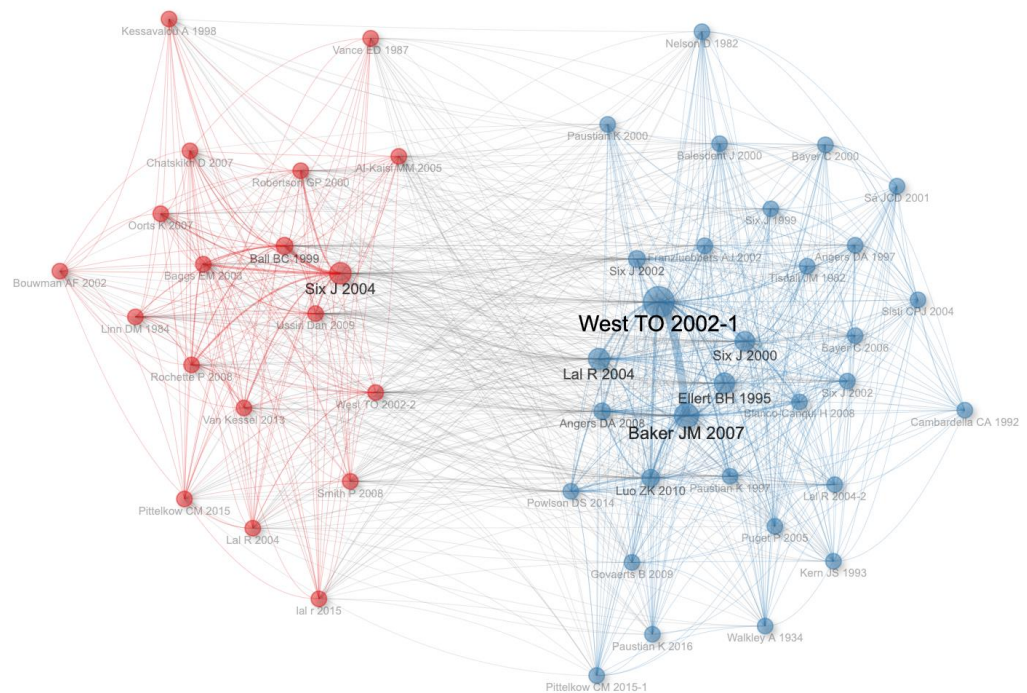 Kessavalou A 1998
Vance ED 1987
Nelson D 1982
Paustian K 2000
Balesdent J 2000
Bayer C 2000
Chatskikh D 2007
Al-Kaisi MM 2005
Robertson GP 2000
Sa JCD 2001
Oorts K 2007
Six J 1999
Ball BC 1999
Franzluebbers AJ 2002
Angers DA 1997
Six J 2002
Baggs EM 2003
Tisdall JM 1982
Bouwman AF 2002
Six J 2004
Sisti CPJ 2004
West TO 2002-1
Linn DM 1984
Ussiri Dan 2009
Bayer C 2006
Six J 2000
Lal R 2004
Rochette P 2008
Ellert BH 1995
Six J 2002
West TO 2002-2
Blanco-Canqui H 2008
Van Kessel 2013
Angers DA 2008
Cambardella CA 1992
Baker JM 2007
Smith P 2008
Luo ZK 2010
Paustian K 1997
Lal R 2004-2
Pittelkow CM 2015
Powlson DS 2014
Lal R 2004
Puget P 2005
Govaerts B 2009
Kern JS 1993
lal r 2015
Walkley A 1934
Paustian K 2016
Pittelkow CM 2015-1